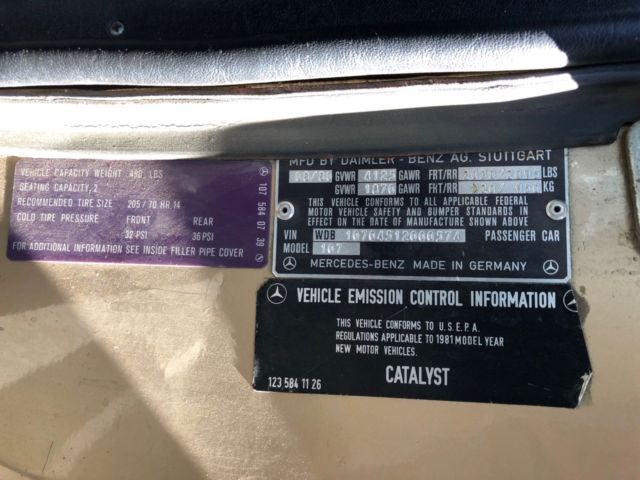 VEHICLE CAPACITY WEIGHT
LBS
SEATING CAPACITY, 2
RECOMMENDED TIRE SIZE 205/70 HR 14
COLD TIRE PRESSURE FRONT REAR
32 PSI 36 PSI
FOR ADDITIONAL INFORMATION SEE INSIDE FILLER PIPE COVER
107 584 07 39
MFD BY DAIMLER - BENZ AG. STUTTGART
GVWR 4125 GAWR FRT/RR LBS
GVWR 1870 GAWR FRT/RR KG
THIS VEHICLE CONFORMS TO ALL APPLICABLE FEDERAL
MOTOR VEHICLE SAFETY AND BUMPER STANDARDS IN
EFFECT ON THE DATE OF MANUFACTURE SHOWN ABOVE
VIN WDB 10704512000574 PASSENGER CAR
MODEL 107
MERCEDES-BENZ MADE IN GERMANY
VEHICLE EMISSION CONTROL INFORMATION
THIS VEHICLE CONFORMS TO U.S.E.P.A.
REGULATIONS APPLICABLE TO 1981 MODEL YEAR
NEW MOTOR VEHICLES.
CATALYST
123 584 11 26